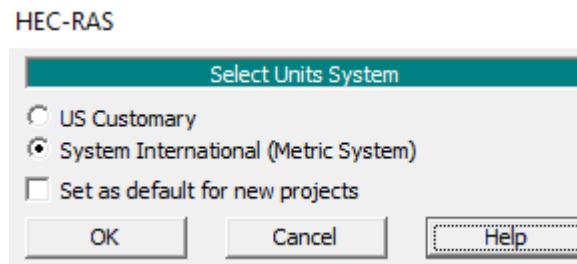 HEC-RAS
Select Units System
US Customary
System International (Metric System)
Set as default for new projects
OK Cancel Help